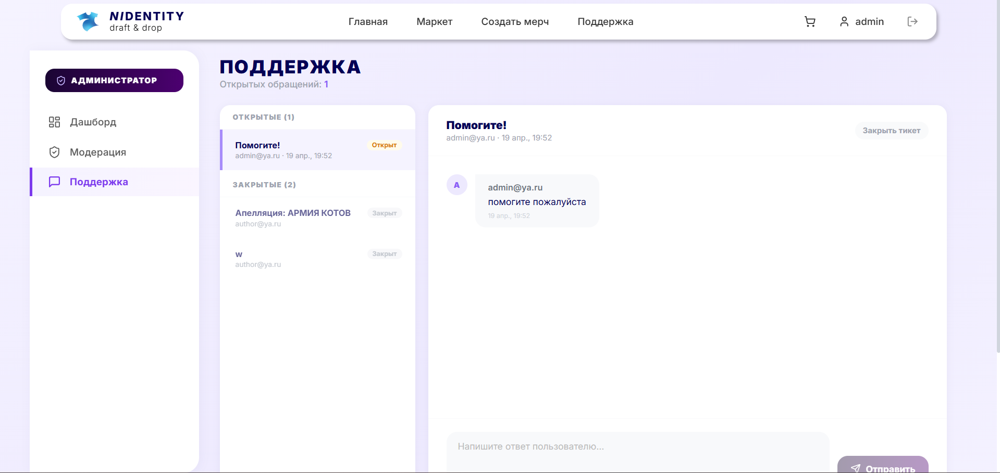 NIDENTITY
draft & drop
Главная
Маркет
Создать мерч
Поддержка
admin
АДМИНИСТРАТОР
Дашборд
Модерация
Поддержка
ПОДДЕРЖКА
Открытых обращений: 1
ОТКРЫТЫЕ (1)
Помогите!
Открыт
admin@ya.ru · 19 апр., 19:52
ЗАКРЫТЫЕ (2)
Апелляция: АРМИЯ КОТОВ
Закрыт
author@ya.ru
w
Закрыт
author@ya.ru
Помогите!
admin@ya.ru · 19 апр., 19:52
Закрыть тикет
A
admin@ya.ru
помогите пожалуйста
19 апр., 19:52
Напишите ответ пользователю...
Отправить